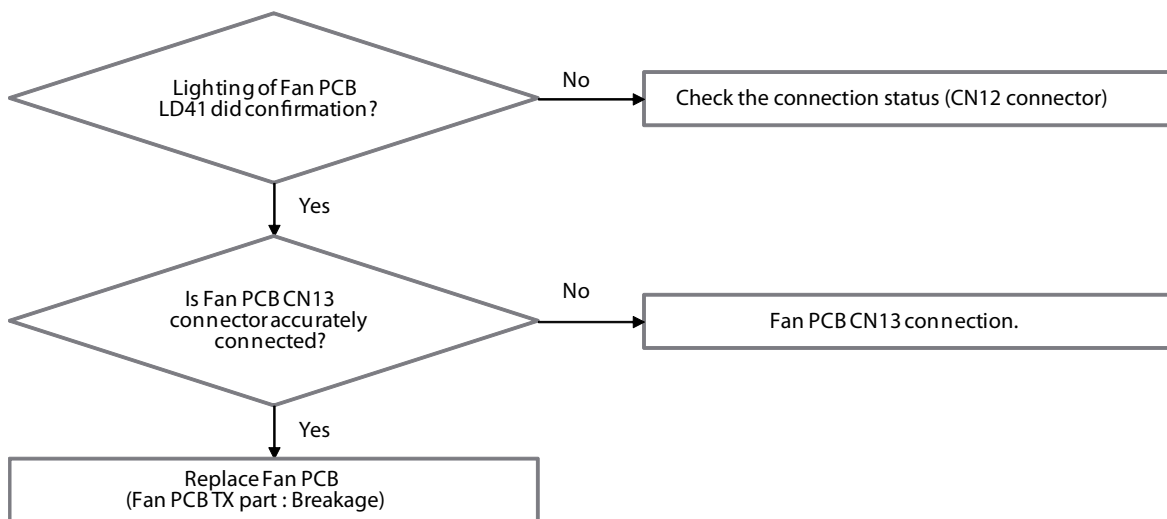 Lighting of Fan PCB
LD41 did confirmation?
No
Check the connection status (CN12 connector)
Yes
Is Fan PCB CN13
connector accurately
connected?
No
Fan PCB CN13 connection.
Yes
Replace Fan PCB
(Fan PCB TX part : Breakage)